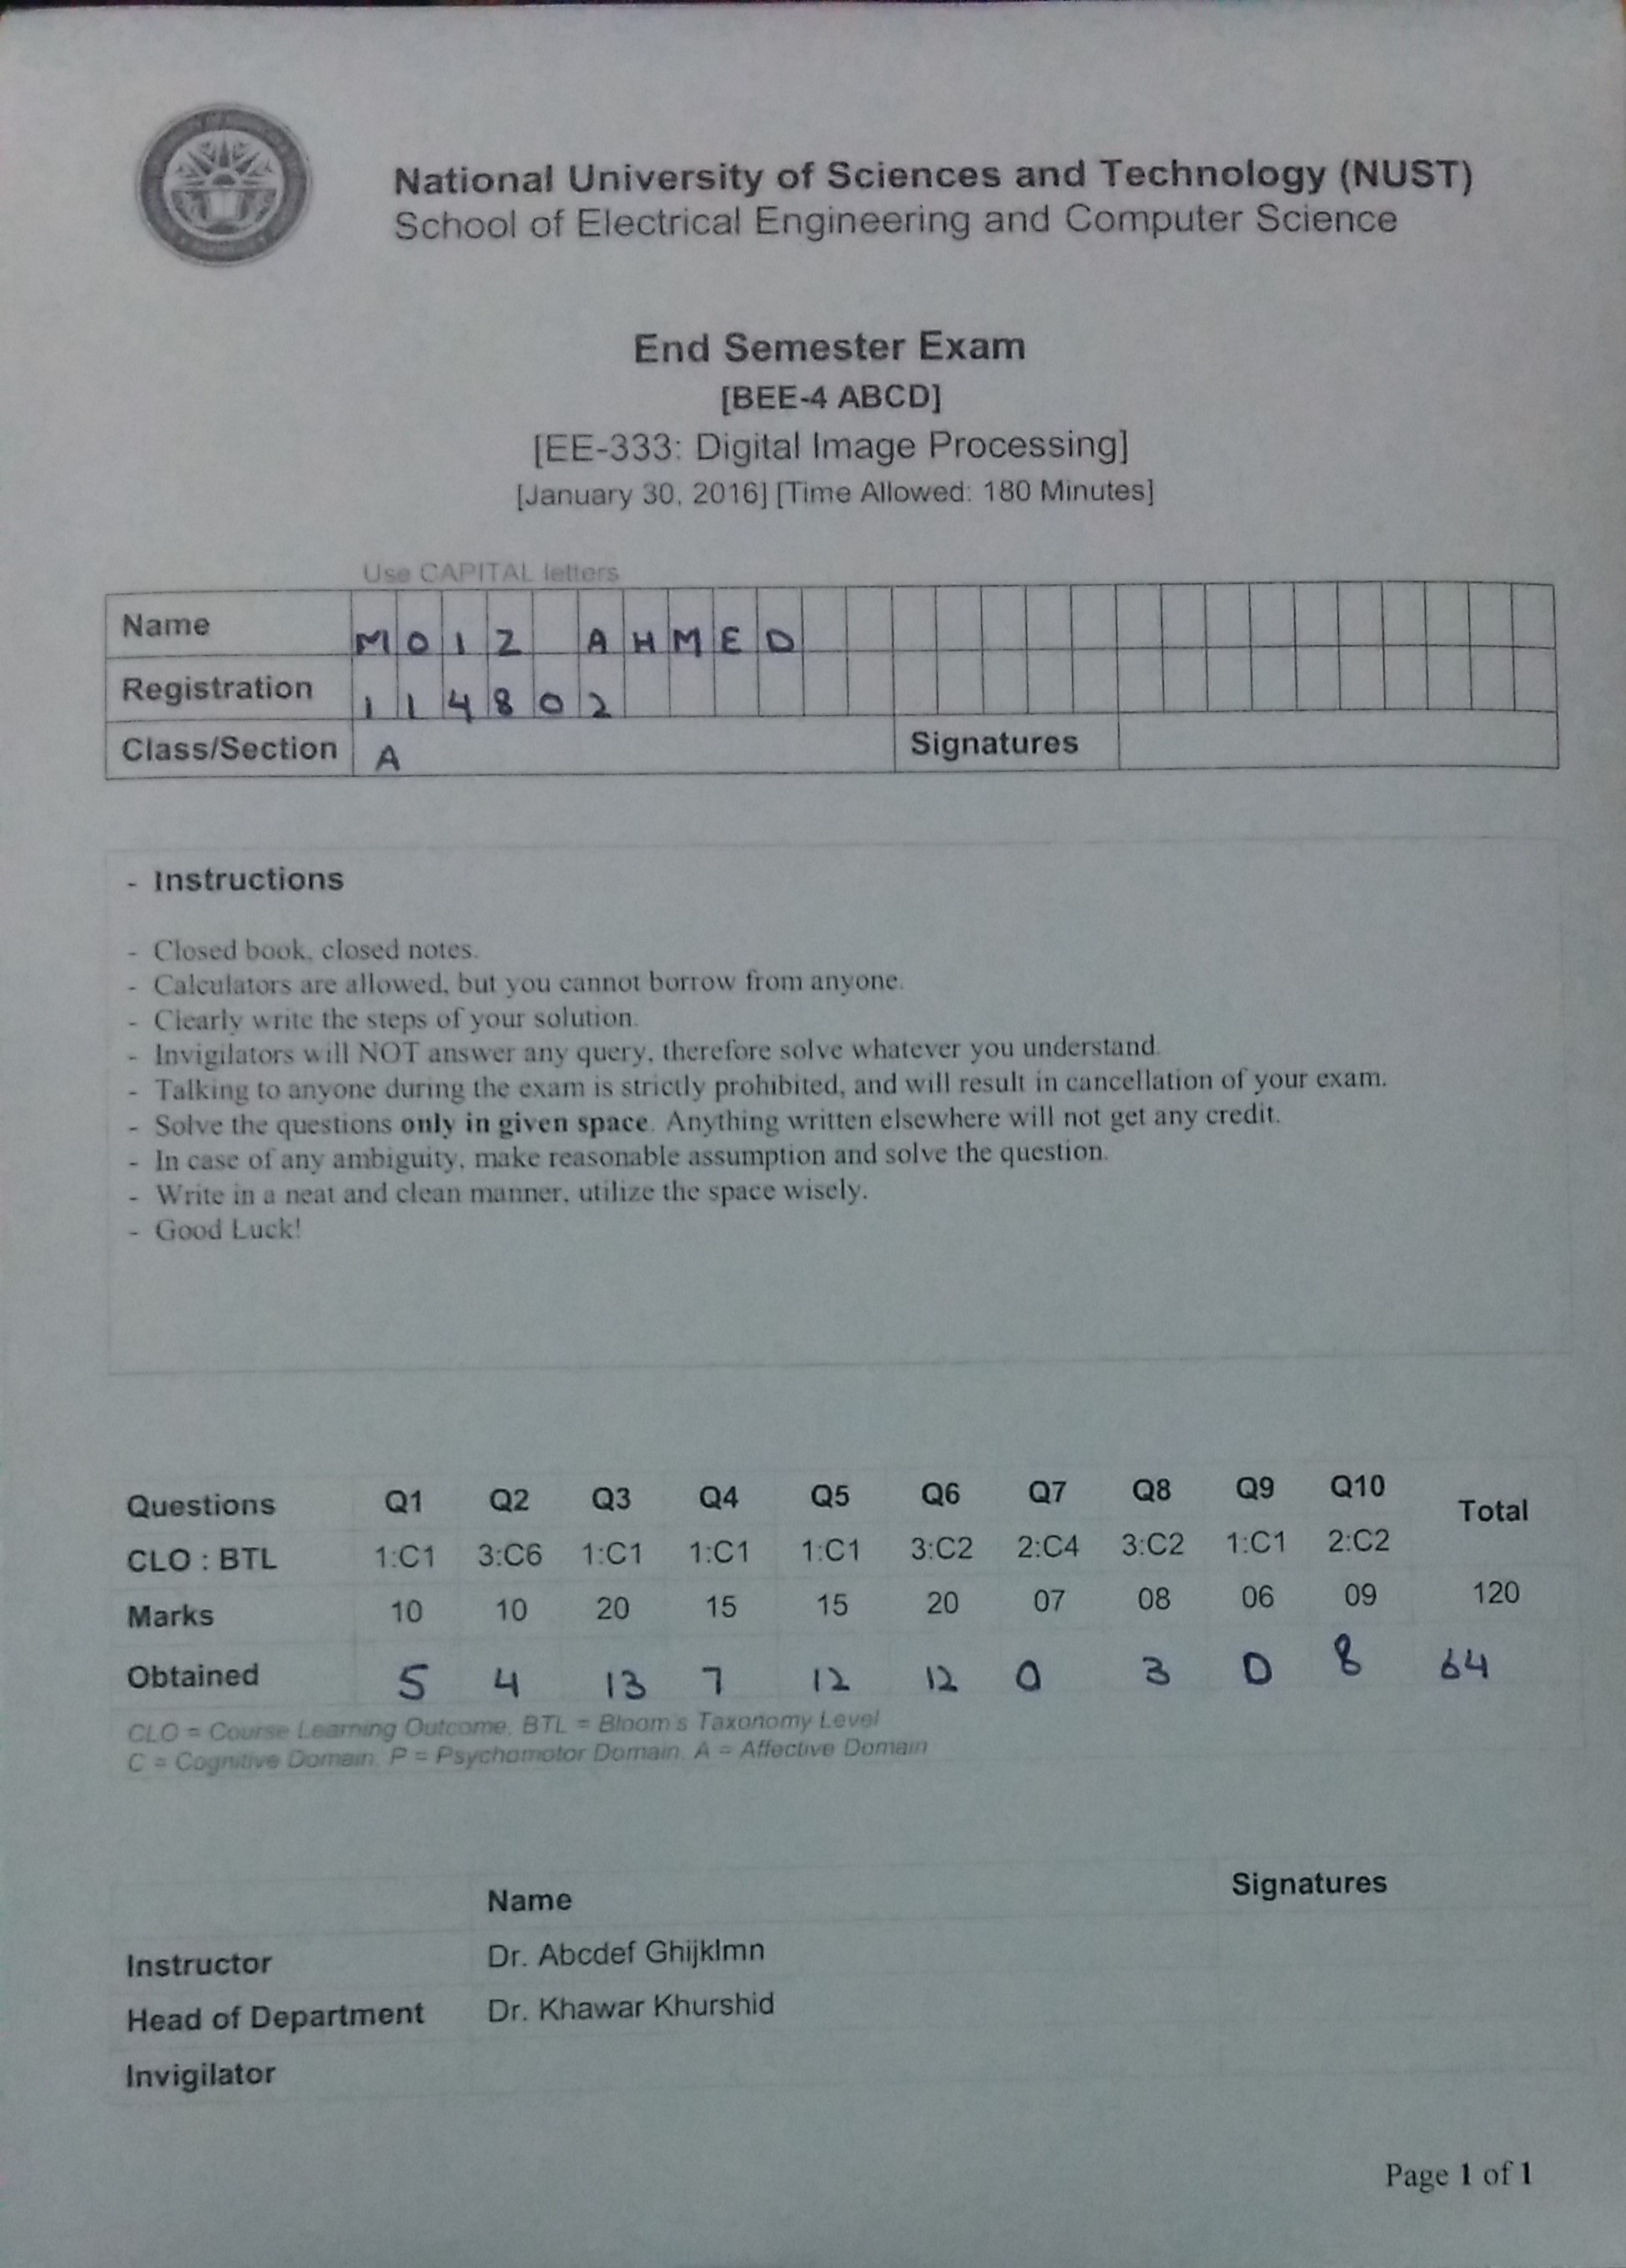 National University of Sciences and Technology (NUST)
School of Electrical Engineering and Computer Science
End Semester Exam
[BEE-4 ABCD]
[EE-333: Digital Image Processing]
[January 30, 2016] [Time Allowed: 180 Minutes]
Use CAPITAL letters
Name MOIZ AHMED
Registration 114802
Class/Section A Signatures
- Instructions
- Closed book, closed notes.
- Calculators are allowed, but you cannot borrow from anyone.
- Clearly write the steps of your solution.
- Invigilators will NOT answer any query, therefore solve whatever you understand.
- Talking to anyone during the exam is strictly prohibited, and will result in cancellation of your exam.
- Solve the questions only in given space. Anything written elsewhere will not get any credit.
- In case of any ambiguity, make reasonable assumption and solve the question.
- Write in a neat and clean manner, utilize the space wisely.
- Good Luck!
Questions Q1 Q2 Q3 Q4 Q5 Q6 Q7 Q8 Q9 Q10 Total
CLO : BTL 1:C1 3:C6 1:C1 1:C1 1:C1 3:C2 2:C4 3:C2 1:C1 2:C2
Marks 10 10 20 15 15 20 07 08 06 09 120
Obtained 5 4 13 7 12 12 0 3 0 8 64
CLO = Course Learning Outcome, BTL = Bloom's Taxonomy Level
C = Cognitive Domain, P = Psychomotor Domain, A = Affective Domain
Name Signatures
Instructor Dr. Abcdef Ghijklmn
Head of Department Dr. Khawar Khurshid
Invigilator
Page 1 of 1